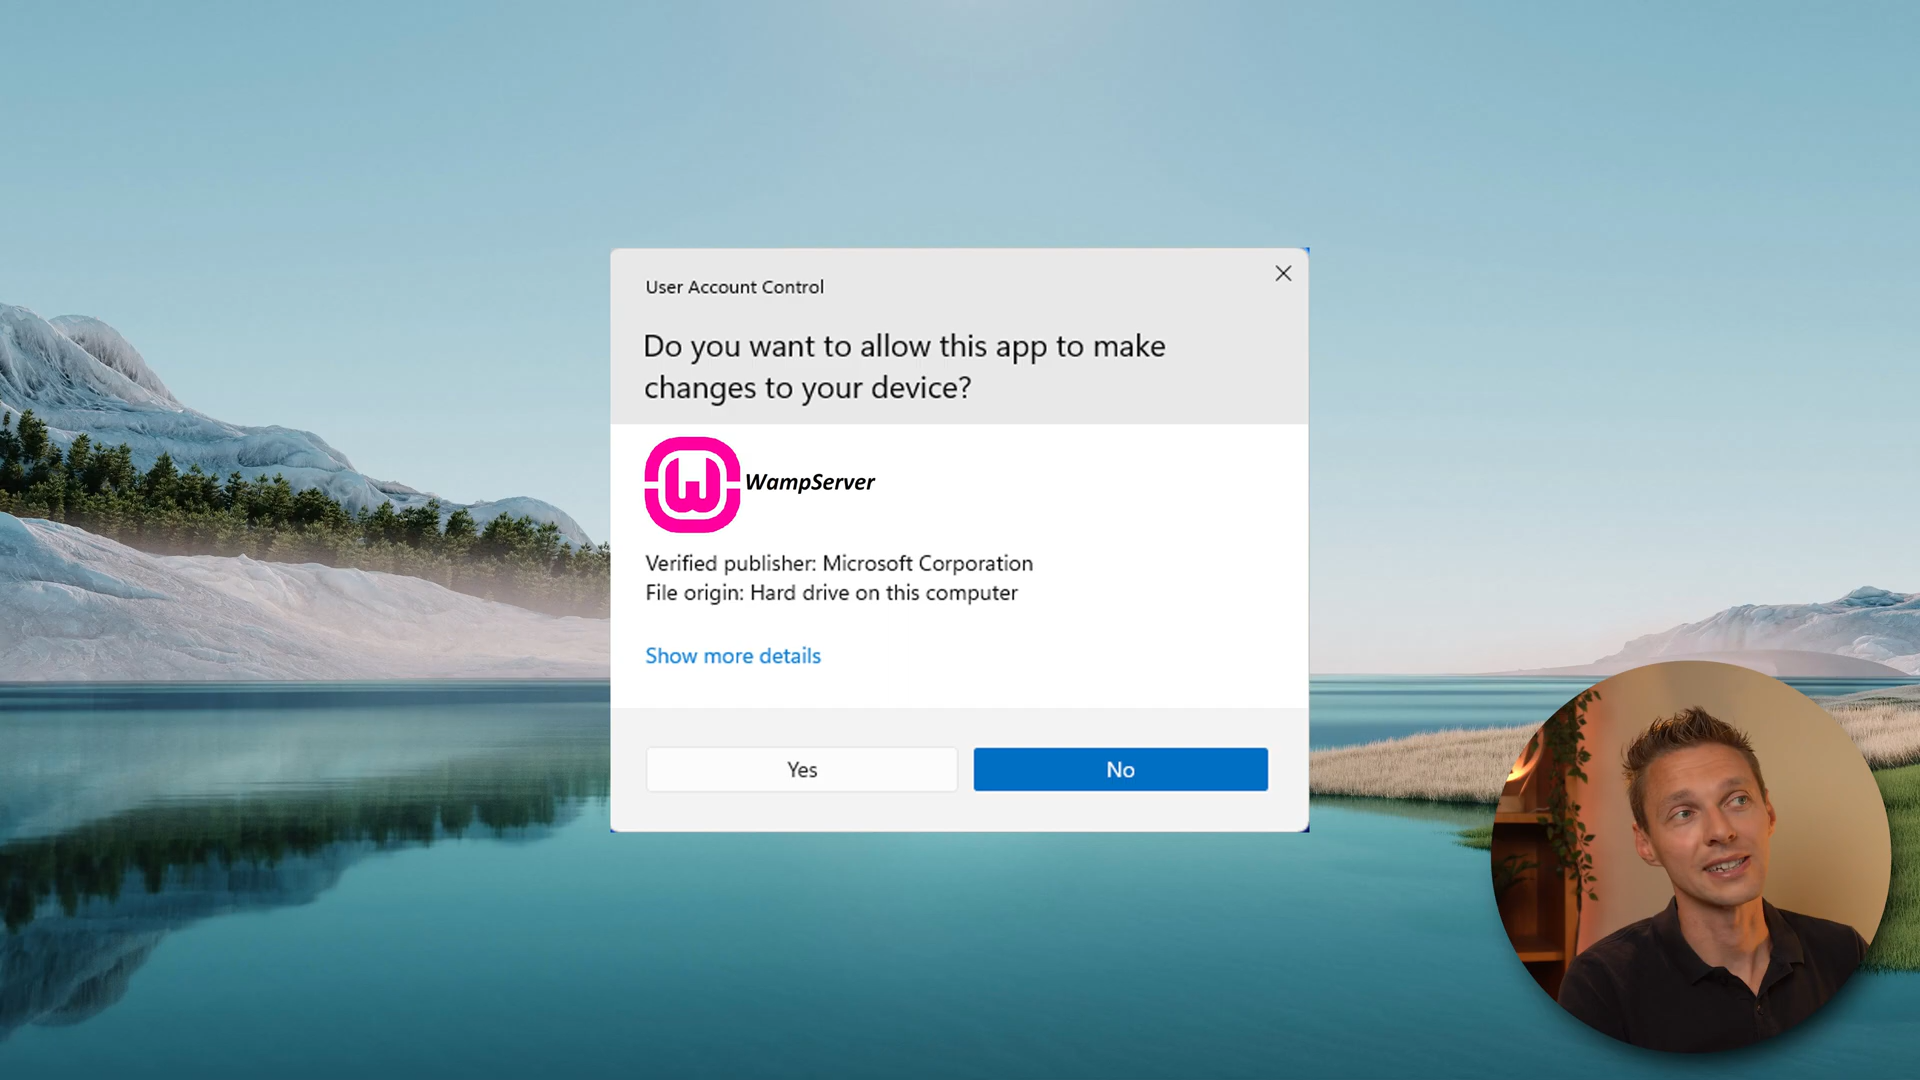 User Account Control
Do you want to allow this app to make
changes to your device?
W
WampServer
Verified publisher: Microsoft Corporation
File origin: Hard drive on this computer
Show more details
Yes
No